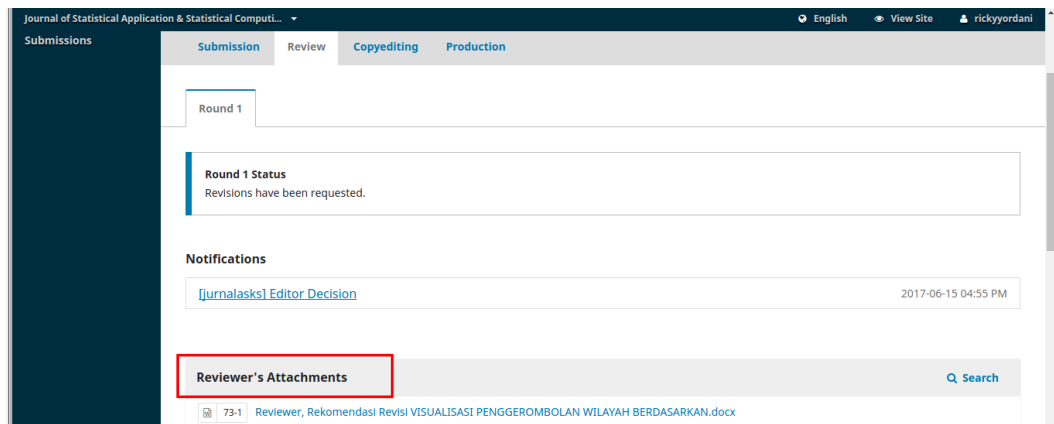 Journal of Statistical Application & Statistical Computi... English View Site rickyyordani
Submissions
Submission Review Copyediting Production
Round 1
Round 1 Status
Revisions have been requested.
Notifications
[jurnalasks] Editor Decision 2017-06-15 04:55 PM
Reviewer's Attachments Search
73-1 Reviewer, Rekomendasi Revisi VISUALISASI PENGGEROMBOLAN WILAYAH BERDASARKAN.docx